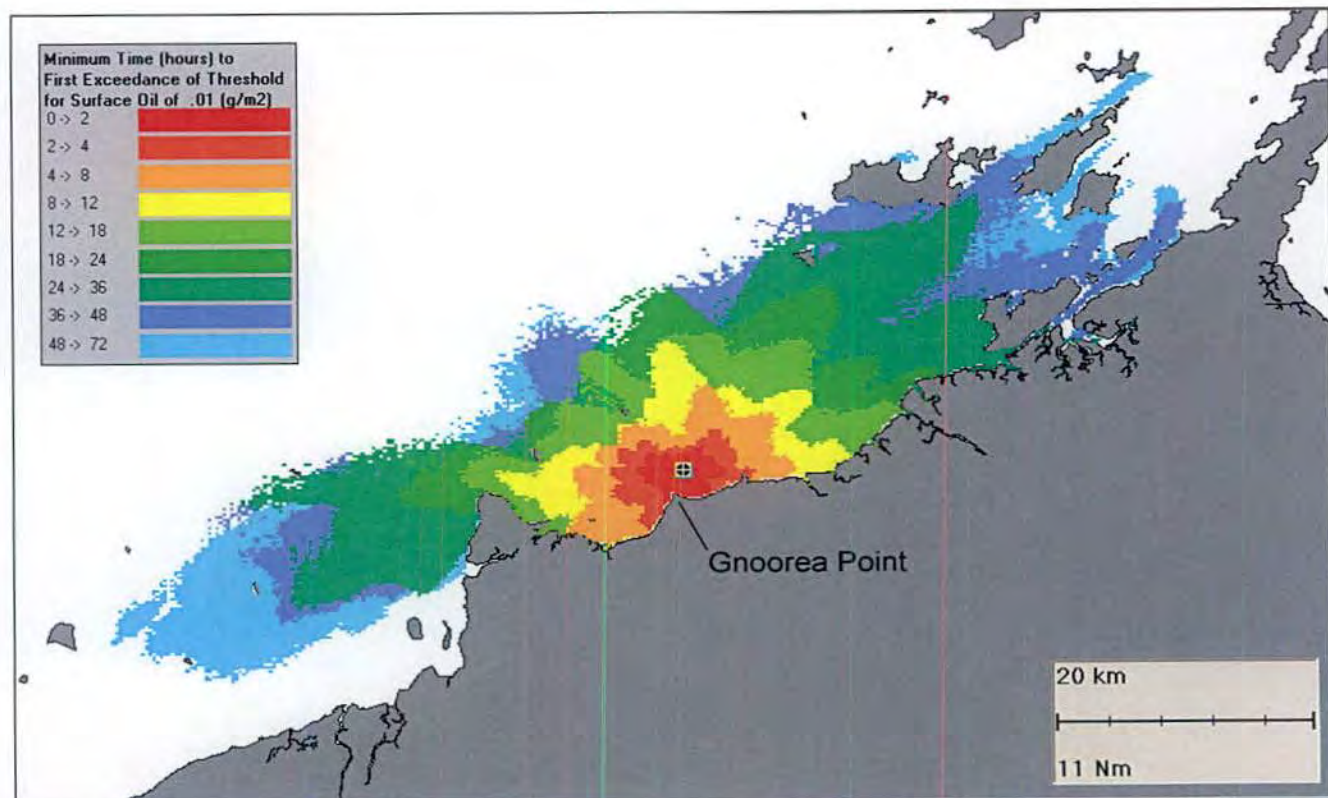 Minimum Time (hours) to
First Exceedance of Threshold
for Surface Oil of .01 (g/m2)
0 -> 2
2 -> 4
4 -> 8
8 -> 12
12 -> 18
18 -> 24
24 -> 36
36 -> 48
48 -> 72
Gnoorea Point
20 km
11 Nm